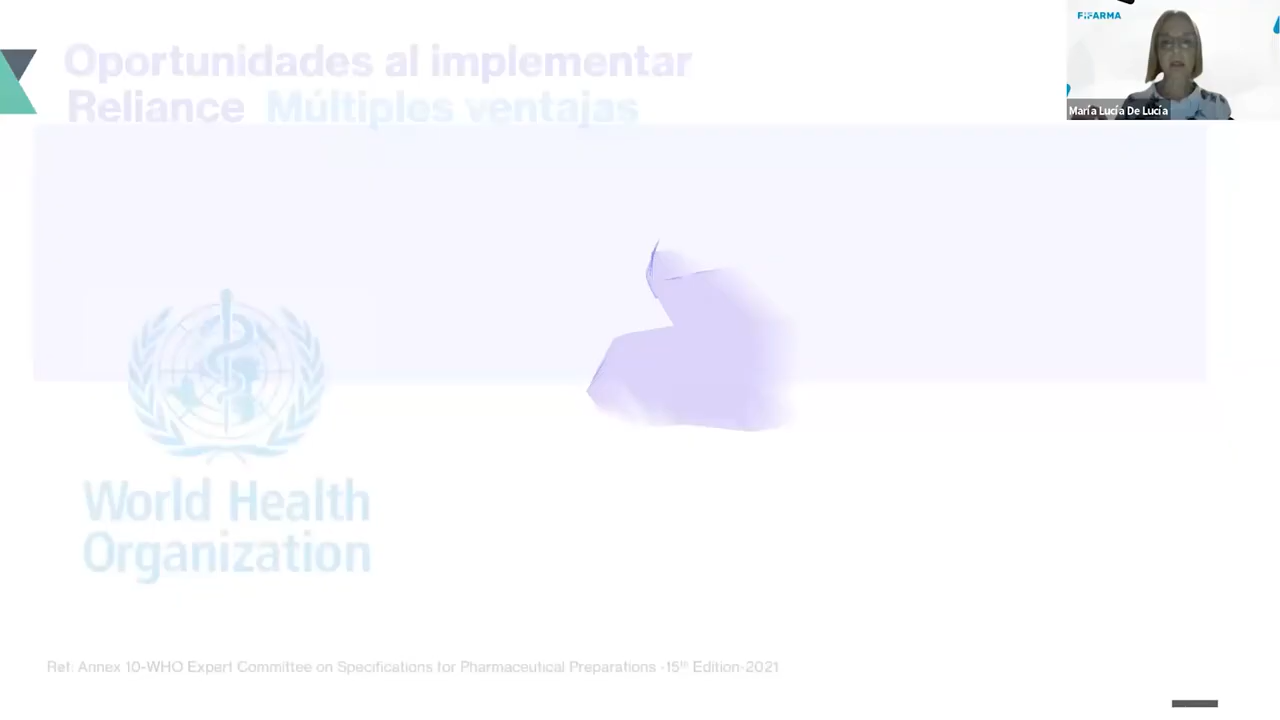 FIFARMA
María Lucía De Lucía
Oportunidades al implementar
Reliance Múltiples ventajas
World Health
Organization
Ref: Annex 10-WHO Expert Committee on Specifications for Pharmaceutical Preparations -15th Edition-2021